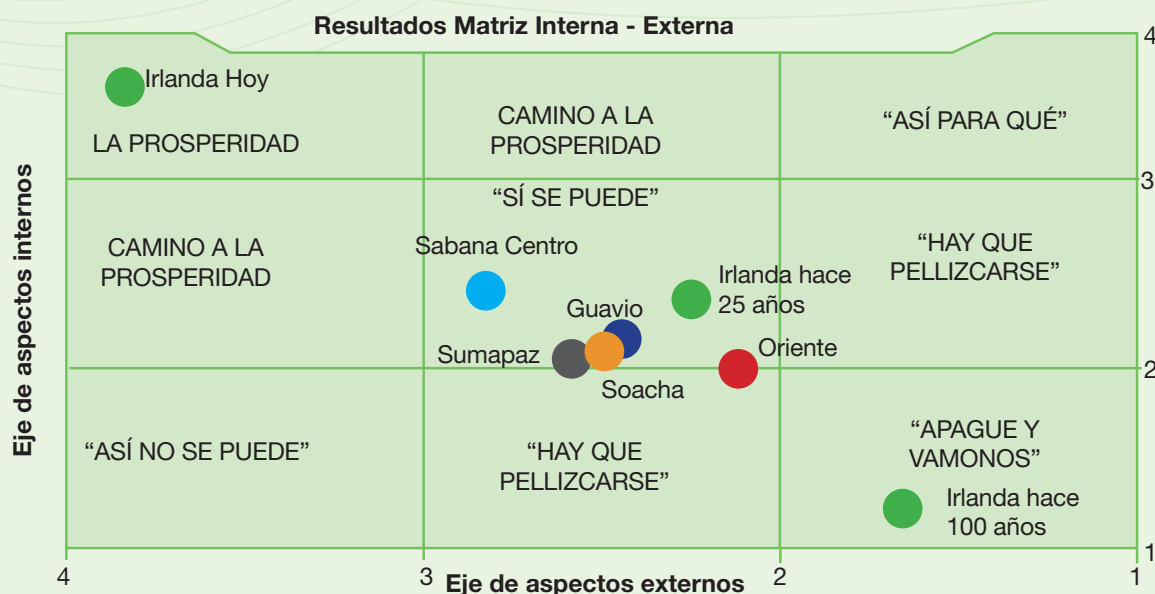 Resultados Matriz Interna - Externa
4
Irlanda Hoy
LA PROSPERIDAD
CAMINO A LA
PROSPERIDAD
“ASÍ PARA QUÉ”
3
“SÍ SE PUEDE”
CAMINO A LA
PROSPERIDAD
Sabana Centro
“HAY QUE
PELLIZCARSE”
Irlanda hace
25 años
Guavio
Sumapaz
Oriente
2
Soacha
“ASÍ NO SE PUEDE”
“HAY QUE
PELLIZCARSE”
“APAGUE Y
VAMONOS”
Irlanda hace
100 años
1
Eje de aspectos internos
4
3
2
1
Eje de aspectos externos